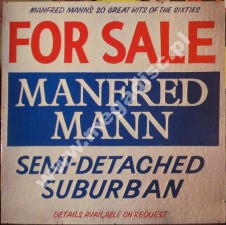 MANFRED MANN'S 20 GREAT HITS OF THE SIXTIES
FOR SALE
MANFRED
MANN
SEMI-DETACHED
SUBURBAN
DETAILS AVAILABLE ON REQUEST